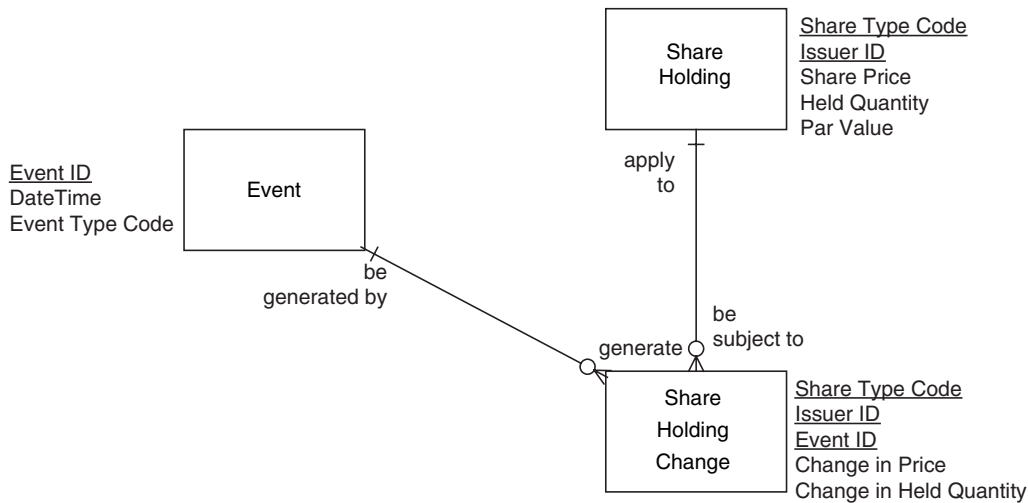 Share
Holding
Share Type Code
Issuer ID
Share Price
Held Quantity
Par Value
apply
to
Event ID
DateTime
Event Type Code
Event
be
generated by
be
subject to
generate
Share
Holding
Change
Share Type Code
Issuer ID
Event ID
Change in Price
Change in Held Quantity